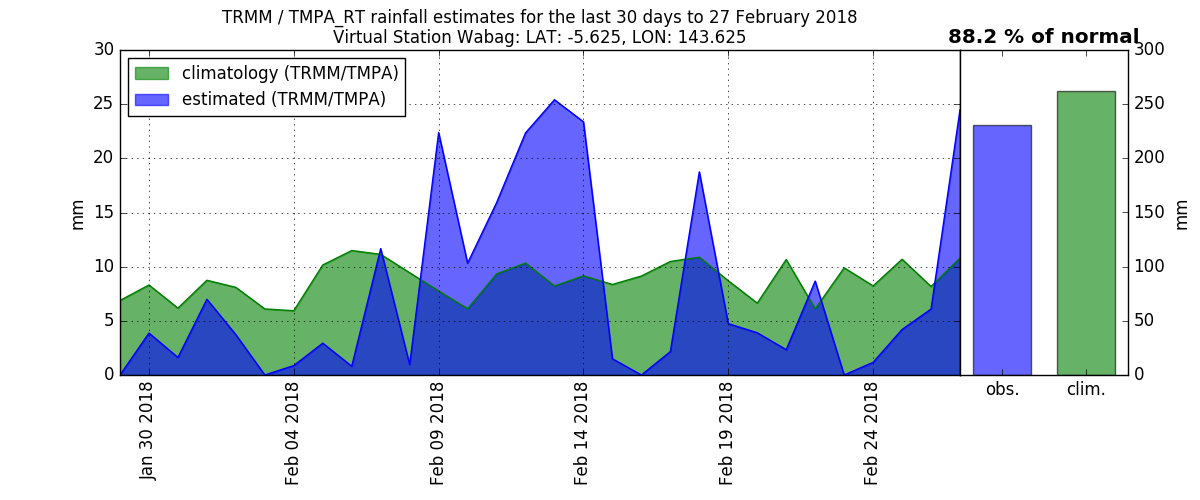 TRMM / TMPA_RT rainfall estimates for the last 30 days to 27 February 2018
Virtual Station Wabag: LAT: -5.625, LON: 143.625
88.2 % of normal
climatology (TRMM/TMPA)
estimated (TRMM/TMPA)
mm
30
25
20
15
10
5
0
Jan 30 2018
Feb 04 2018
Feb 09 2018
Feb 14 2018
Feb 19 2018
Feb 24 2018
obs.
clim.
300
250
200
150
100
50
0
mm